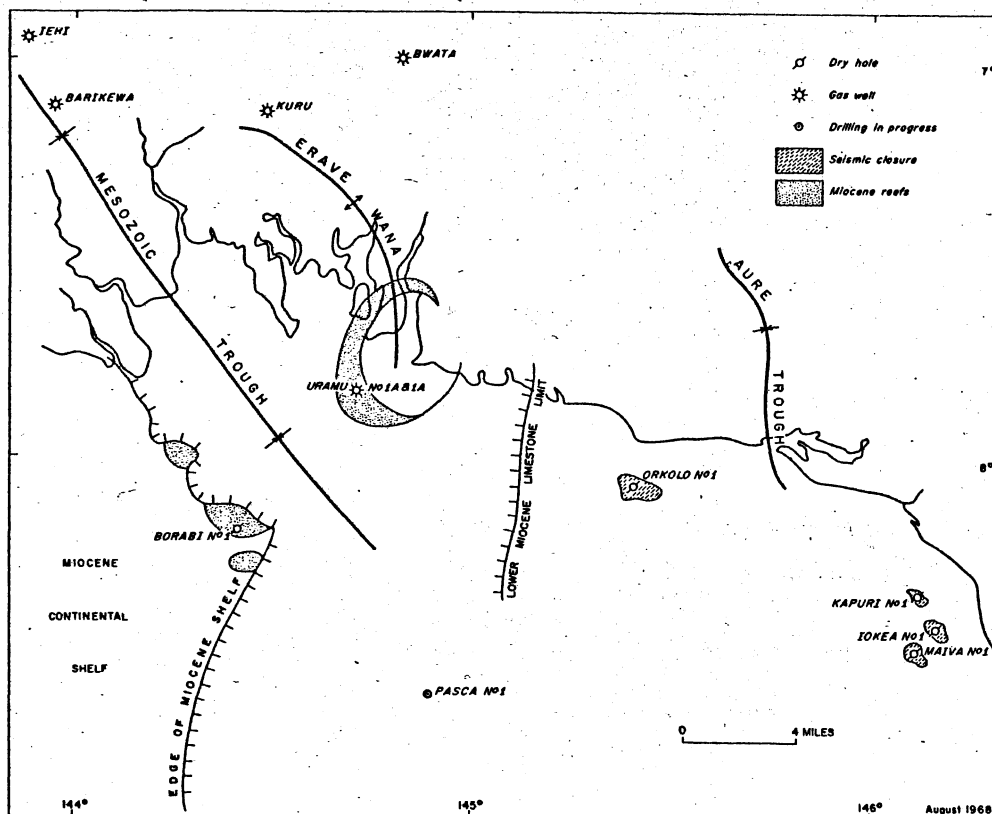 IEHI
BWATA
Dry hole
7°
BARIKEWA
KURU
Gas well
Drilling in progress
ERAVE
WANA
Seismic closure
MESOZOIC
Miocene reefs
AURE
TROUGH
TROUGH
URAMU No1A&1A
LOWER MIOCENE LIMESTONE LIMIT
8°
ORKOLO No1
BORABI No1
MIOCENE
CONTINENTAL
SHELF
EDGE OF MIOCENE SHELF
KAPURI No1
IOKEA No1
MAIVA No1
PASCA No1
0 4 MILES
144°
145°
146°
August 1968